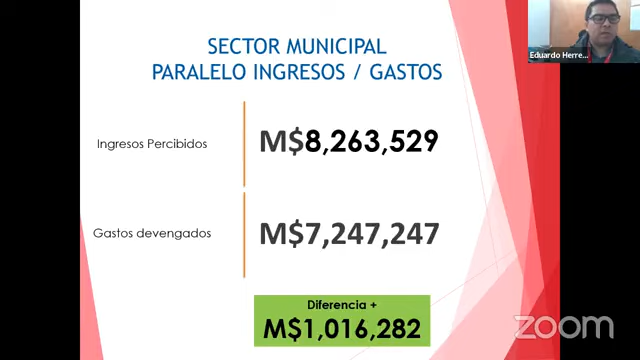 SECTOR MUNICIPAL
PARALELO INGRESOS / GASTOS
Eduardo Herre...
Ingresos Percibidos
M$8,263,529
Gastos devengados
M$7,247,247
Diferencia +
M$1,016,282
zoom